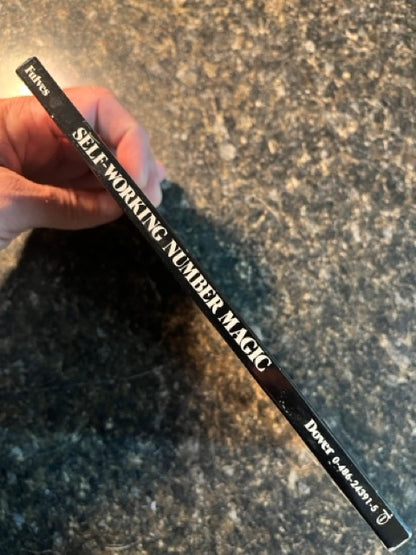 Fulves
SELF-WORKING NUMBER MAGIC
Dover 0-486-24391-5